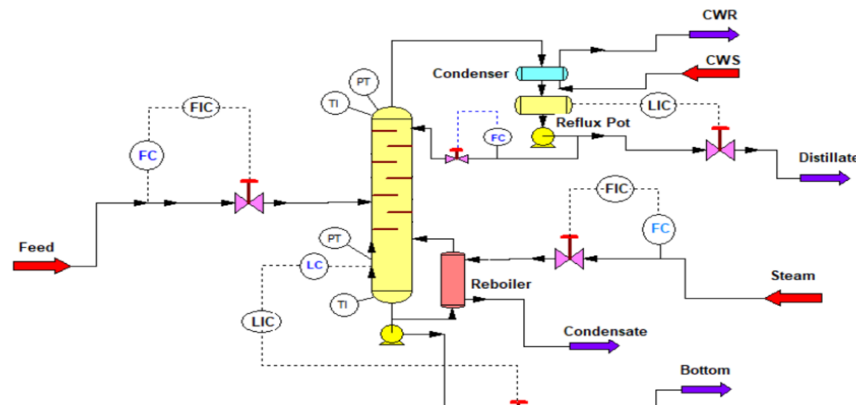 CWR
PT
Condenser
CWS
TI
FIC
LIC
FC
Reflux Pot
FC
Distillate
-FIC
FC
Feed
PT
LC
Steam
Reboiler
TI
LIC
Condensate
Bottom